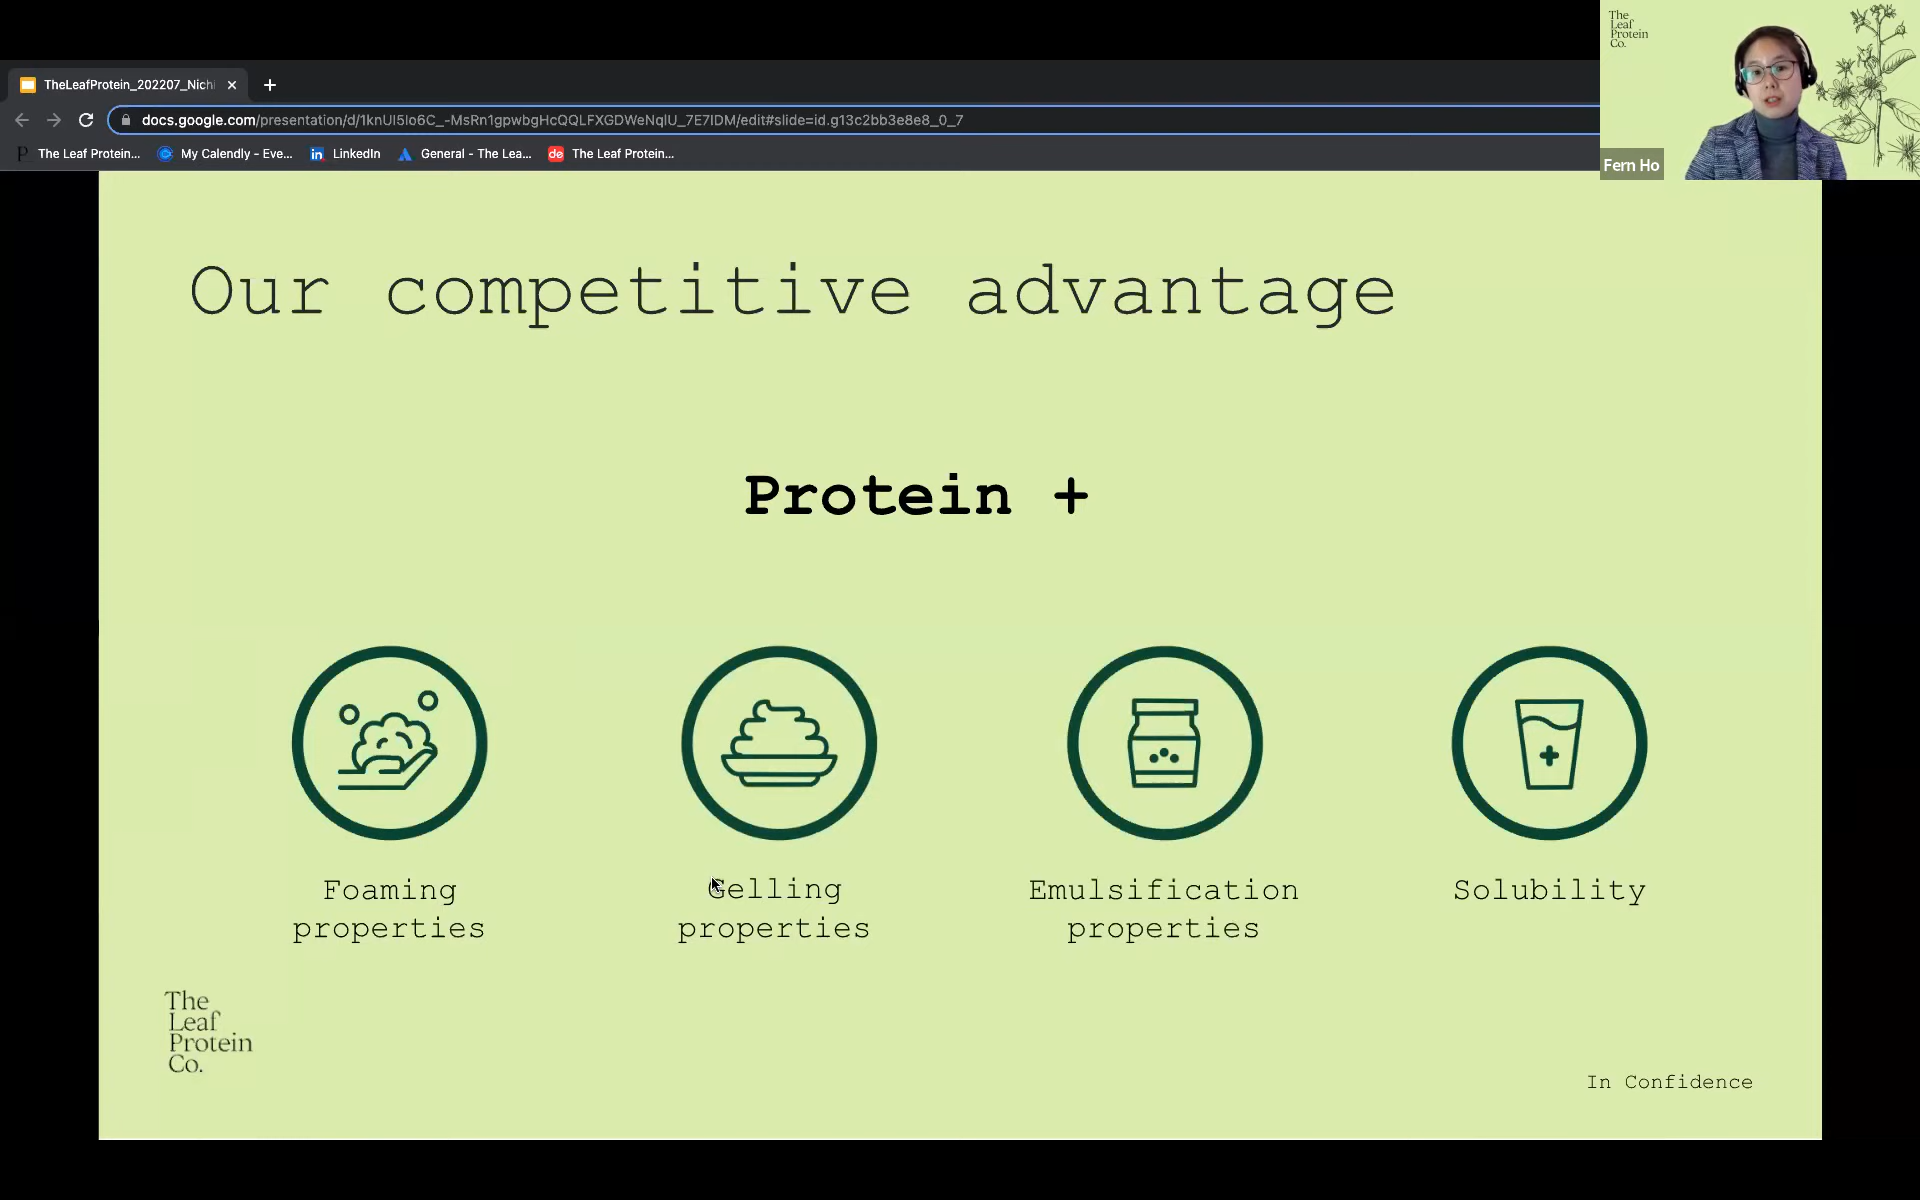 The
Leaf
Protein
Co.
TheLeafProtein_202207_Nichi
docs.google.com/presentation/d/1knUI5Io6C_-MsRn1gpwbgHcQQLFXGDWeNqlU_7E7IDM/edit#slide=id.g13c2bb3e8e8_0_7
The Leaf Protein... My Calendly - Eve... LinkedIn General - The Lea... The Leaf Protein...
Fern Ho
Our competitive advantage
Protein +
Foaming
properties
Gelling
properties
Emulsification
properties
Solubility
The
Leaf
Protein
Co.
In Confidence